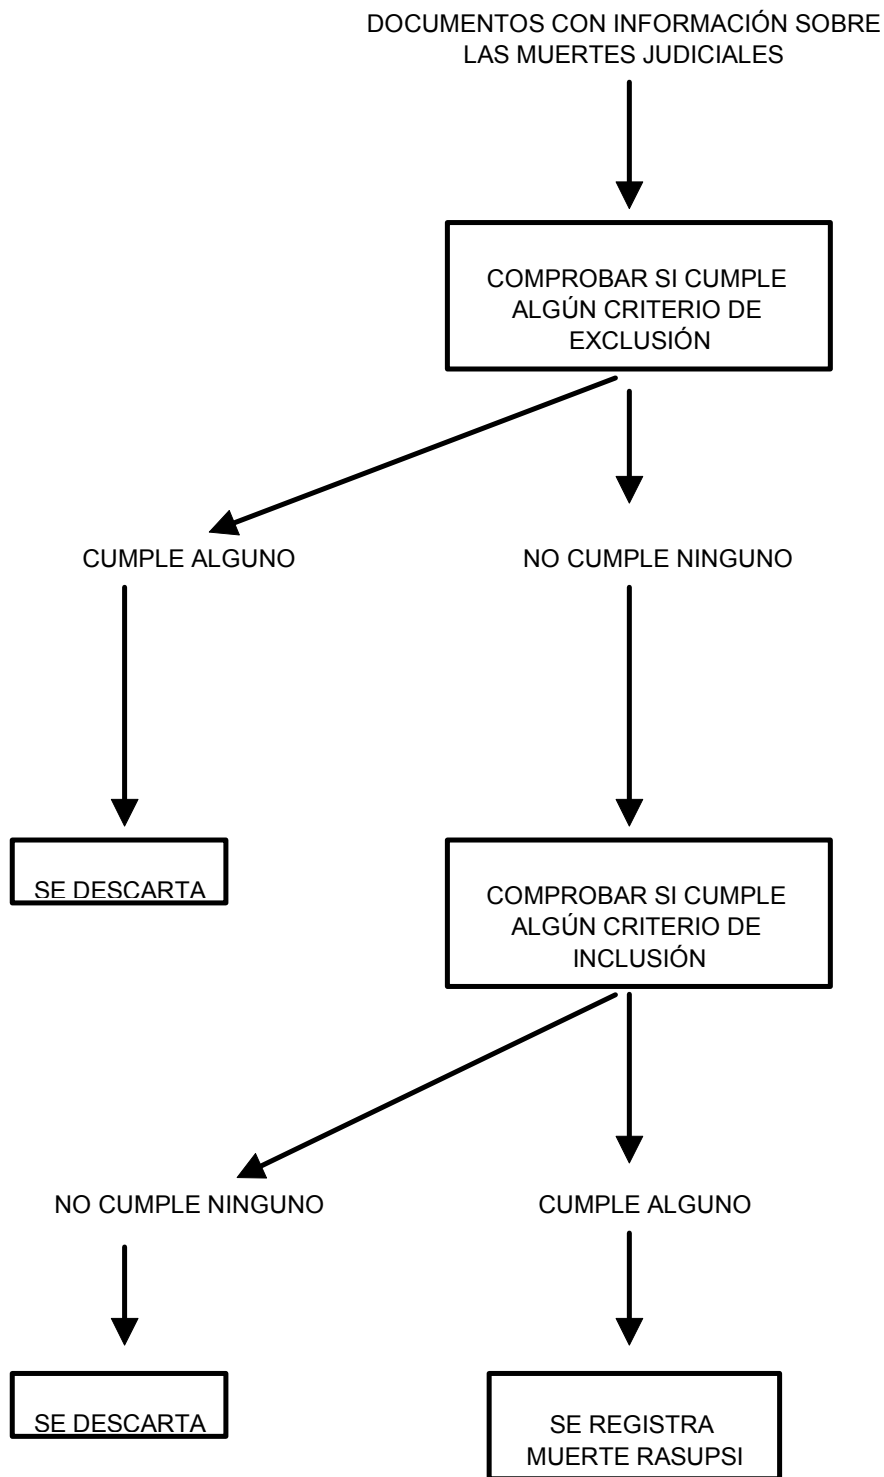 DOCUMENTOS CON INFORMACIÓN SOBRE
LAS MUERTES JUDICIALES
COMPROBAR SI CUMPLE
ALGÚN CRITERIO DE
EXCLUSIÓN
CUMPLE ALGUNO
NO CUMPLE NINGUNO
SE DESCARTA
COMPROBAR SI CUMPLE
ALGÚN CRITERIO DE
INCLUSIÓN
NO CUMPLE NINGUNO
CUMPLE ALGUNO
SE DESCARTA
SE REGISTRA
MUERTE RASUPSI